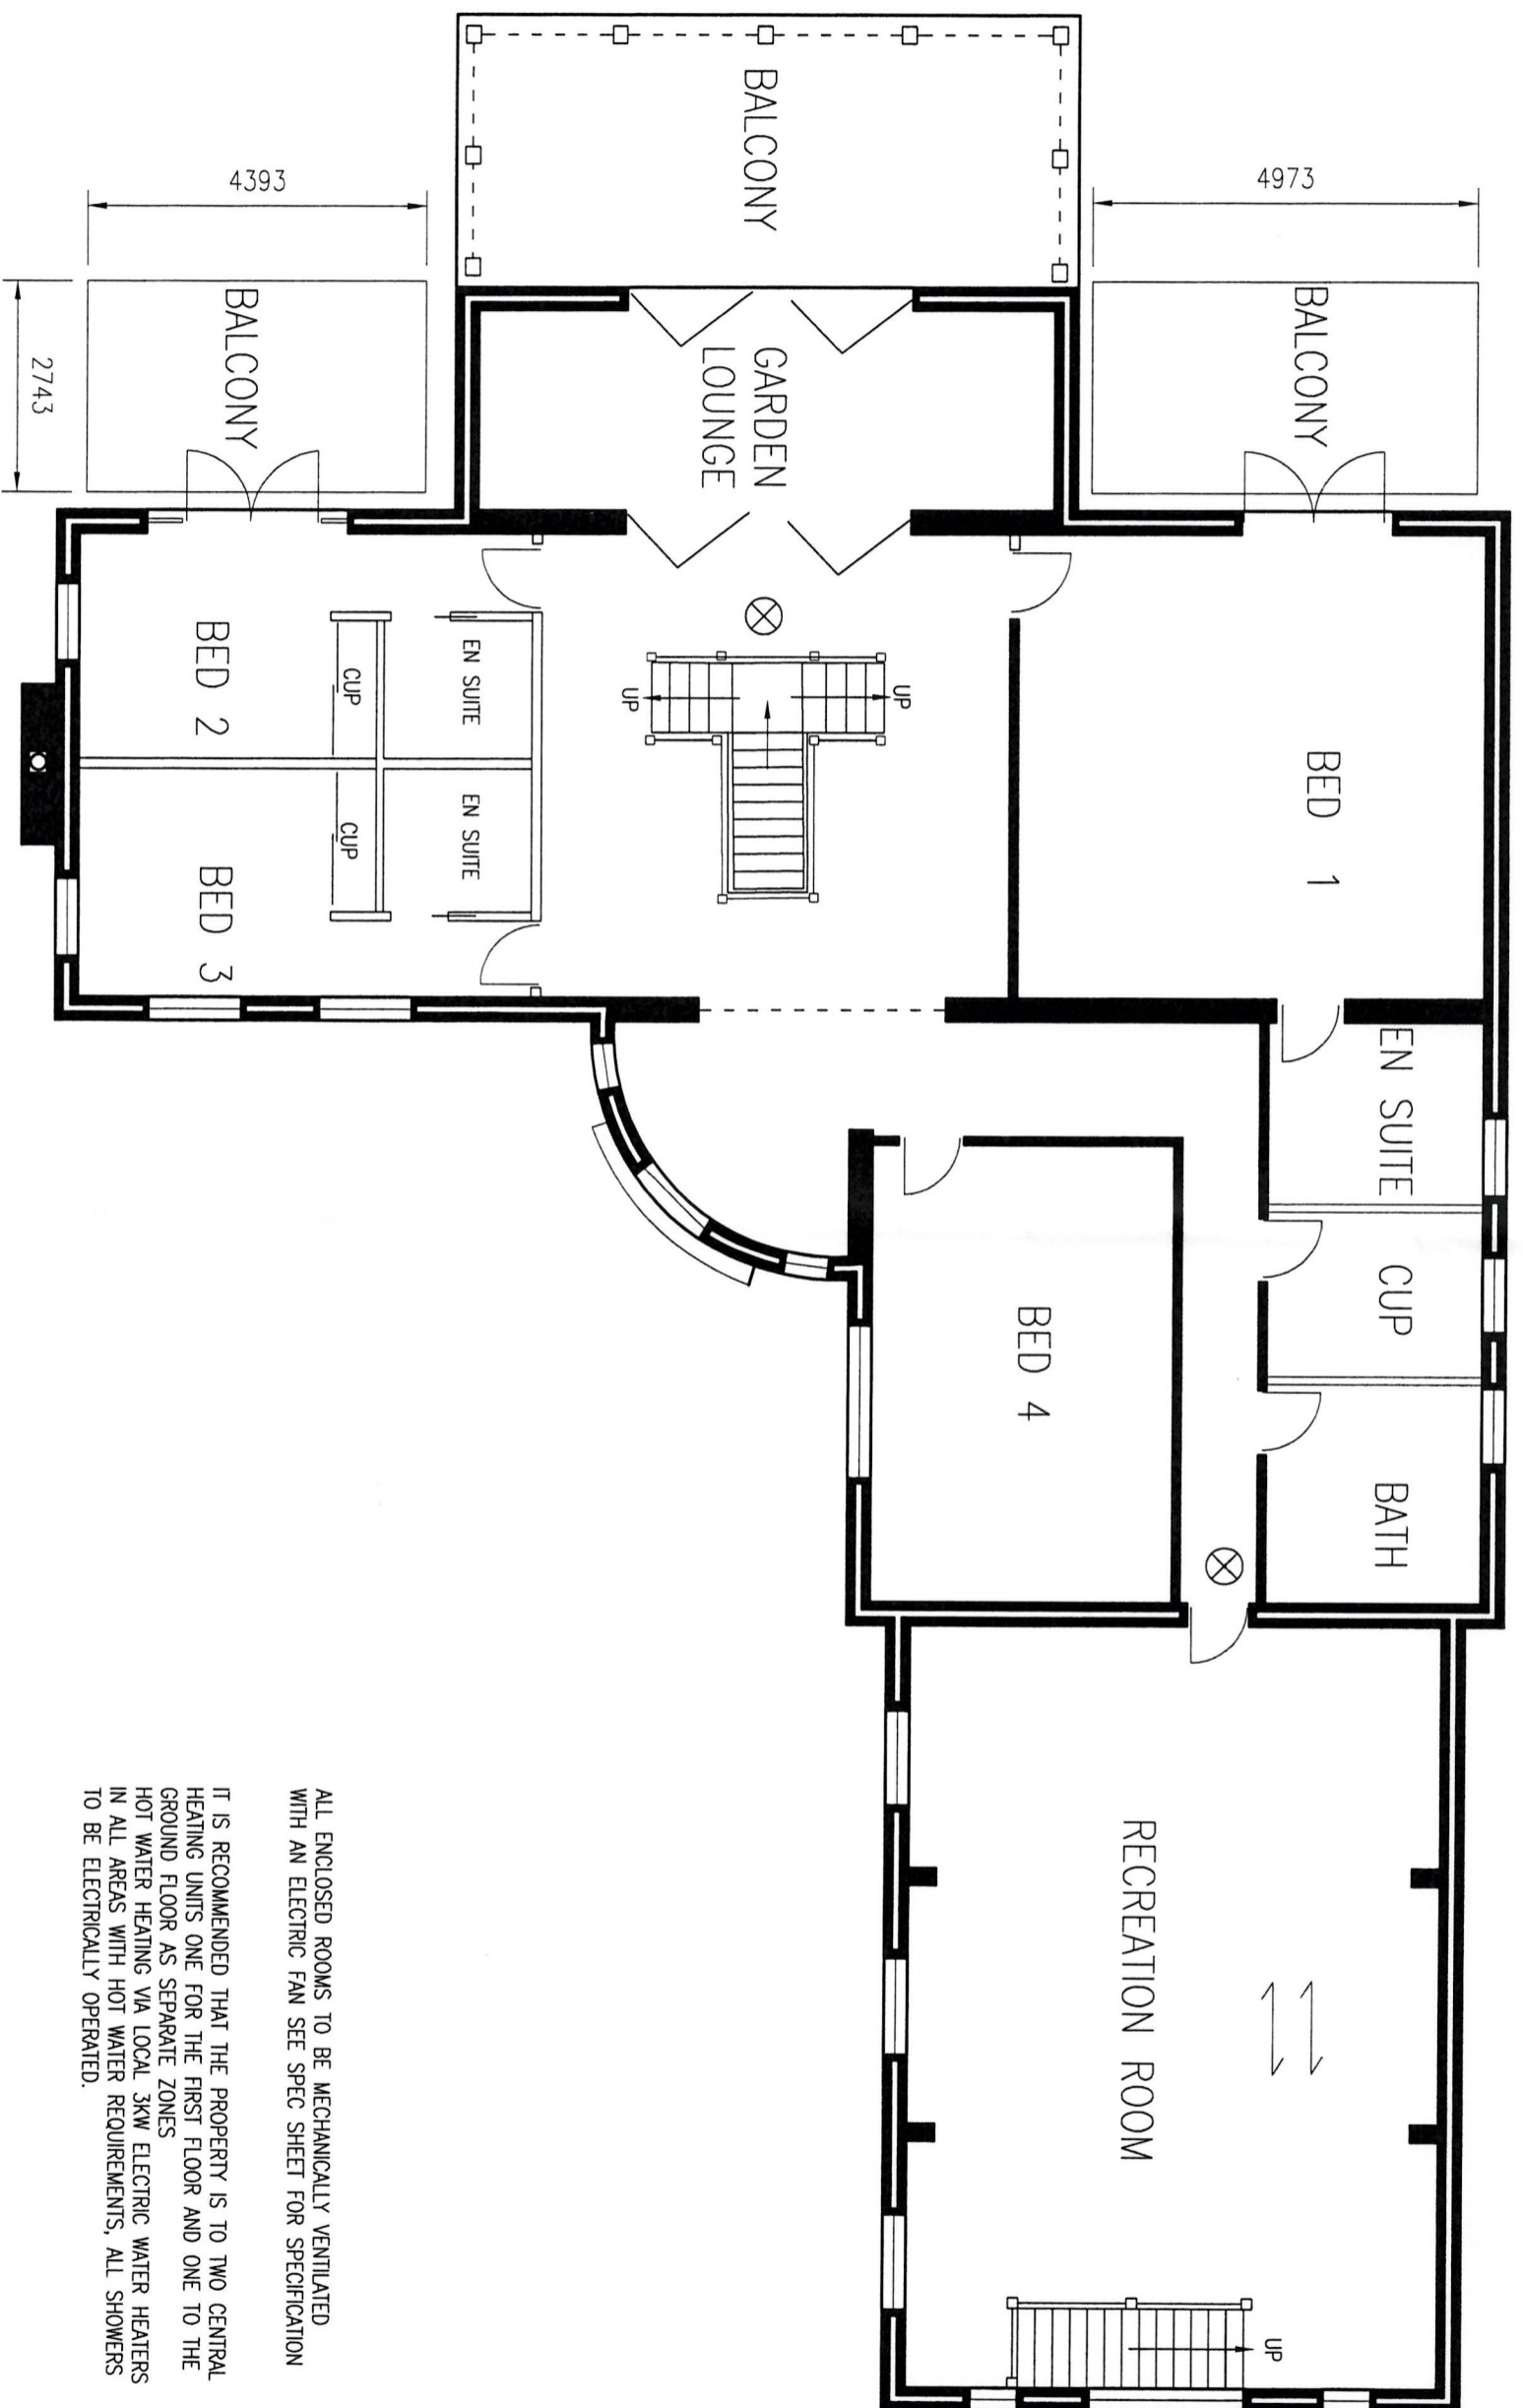 BALCONY
4973
BALCONY
BED 1
EN SUITE
CUP
BATH
BALCONY
GARDEN
LOUNGE
UP
UP
BED 4
RECREATION ROOM
UP
4393
BALCONY
2743
EN SUITE
EN SUITE
CUP
CUP
BED 2
BED 3
ALL ENCLOSED ROOMS TO BE MECHANICALLY VENTILATED
WITH AN ELECTRIC FAN SEE SPEC SHEET FOR SPECIFICATION
IT IS RECOMMENDED THAT THE PROPERTY IS TO TWO CENTRAL
HEATING UNITS ONE FOR THE FIRST FLOOR AND ONE TO THE
GROUND FLOOR AS SEPARATE ZONES
HOT WATER HEATING VIA LOCAL 3KW ELECTRIC WATER HEATERS
IN ALL AREAS WITH HOT WATER REQUIREMENTS, ALL SHOWERS
TO BE ELECTRICALLY OPERATED.